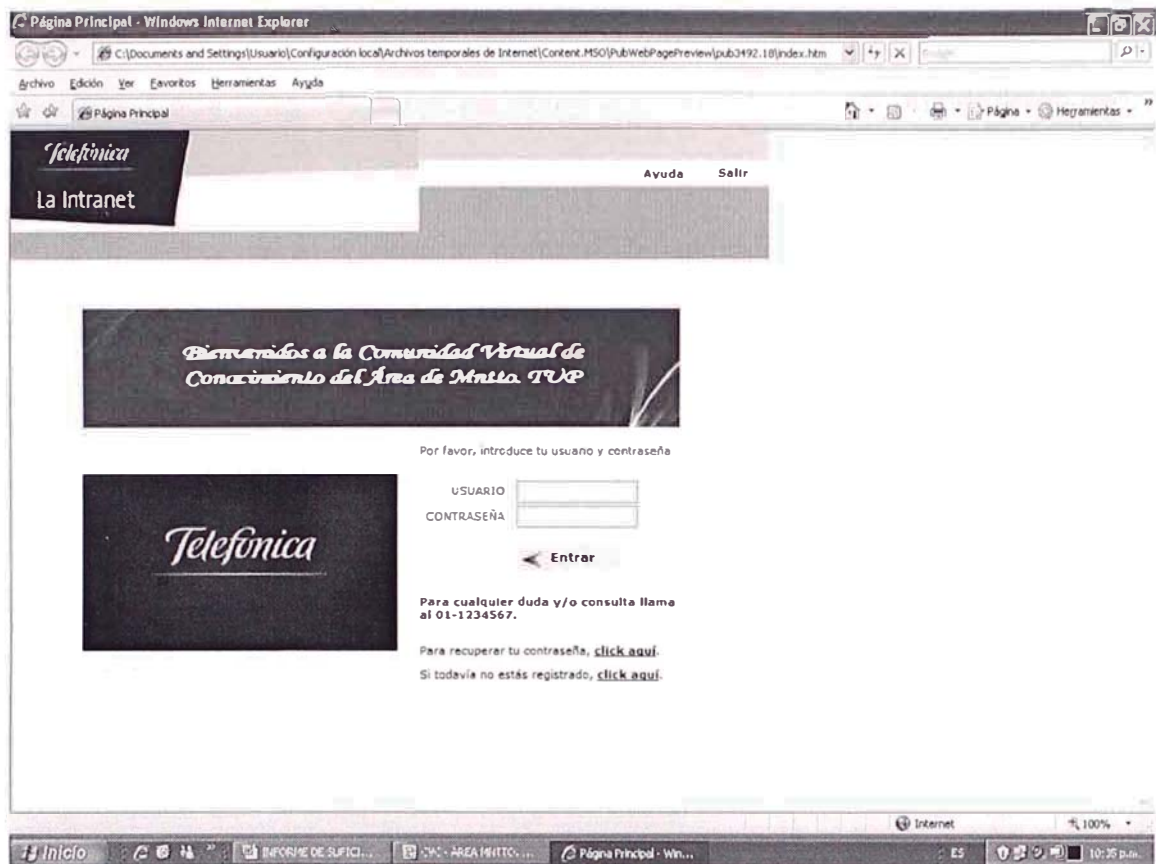 Página Principal - Windows Internet Explorer
C:\Documents and Settings\Usuario\Configuración local\Archivos temporales de Internet\Content.MSO\PubWebPagePreview\pub3492.18\index.htm
Archivo Edición Ver Favoritos Herramientas Ayuda
Página Principal
Página Herramientas
Telefónica
La Intranet
Ayuda Salir
Bienvenidos a la Comunidad Virtual de
Conocimiento del Área de Mntto. TUP
Por favor, introduce tu usuario y contraseña
USUARIO
CONTRASEÑA
Telefónica
Entrar
Para cualquier duda y/o consulta llama
al 01-1234567.
Para recuperar tu contraseña, click aquí.
Si todavía no estás registrado, click aquí.
Internet 100%
Inicio INFORME DE SUFICI... AREA MNTTO. ... Página Principal - Win... ES 10:35 p.m.